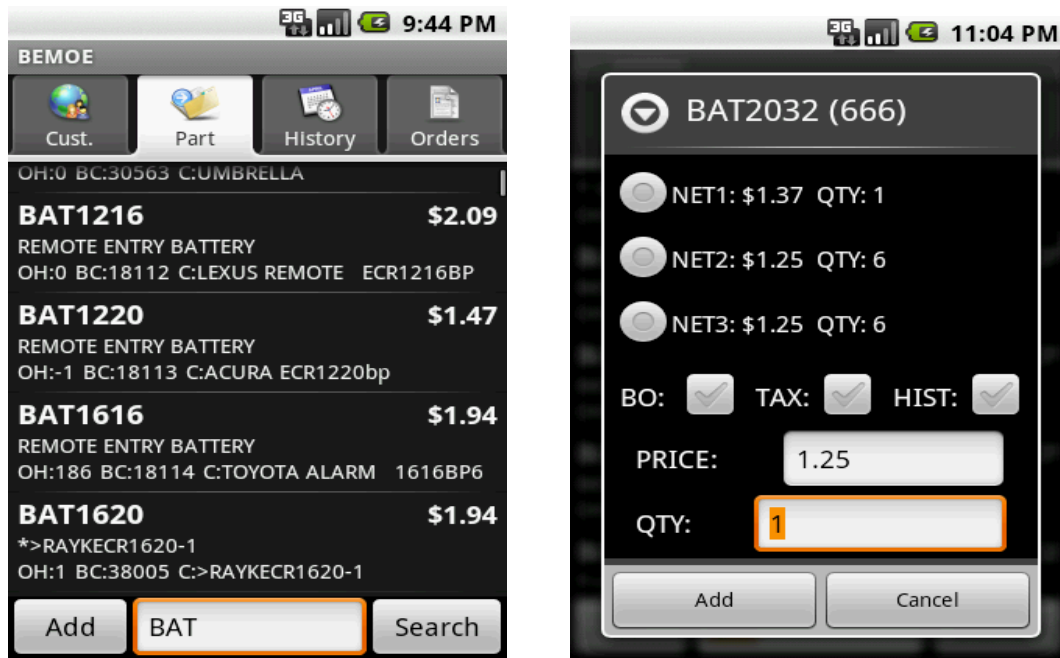 3G 9:44 PM
BEMOE
Cust. Part History Orders
OH:0 BC:30563 C:UMBRELLA
BAT1216 $2.09
REMOTE ENTRY BATTERY
OH:0 BC:18112 C:LEXUS REMOTE ECR1216BP
BAT1220 $1.47
REMOTE ENTRY BATTERY
OH:-1 BC:18113 C:ACURA ECR1220bp
BAT1616 $1.94
REMOTE ENTRY BATTERY
OH:186 BC:18114 C:TOYOTA ALARM 1616BP6
BAT1620 $1.94
*>RAYKECR1620-1
OH:1 BC:38005 C:>RAYKECR1620-1
Add BAT Search
3G 11:04 PM
BAT2032 (666)
NET1: $1.37 QTY: 1
NET2: $1.25 QTY: 6
NET3: $1.25 QTY: 6
BO: TAX: HIST:
PRICE: 1.25
QTY: 1
Add Cancel